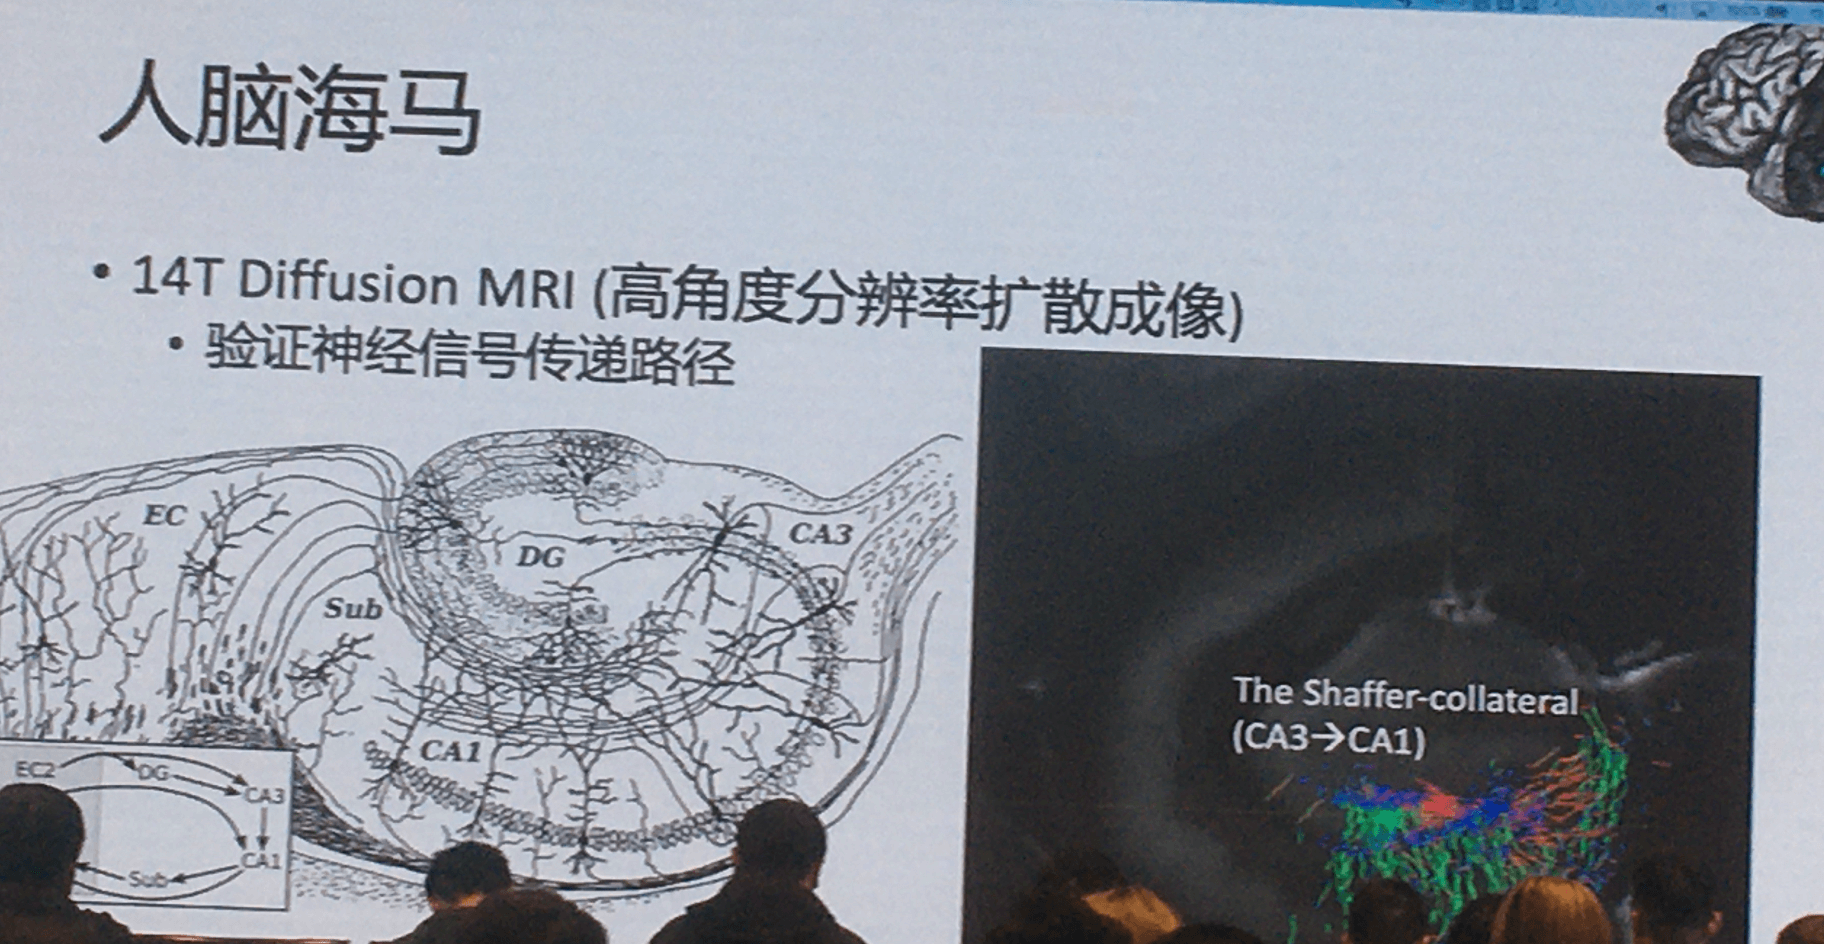 人脑海马
• 14T Diffusion MRI (高角度分辨率扩散成像)
• 验证神经信号传递路径
EC
DG
CA3
Sub
CA1
EC2
DG
CA3
CA1
Sub
The Shaffer-collateral
(CA3→CA1)